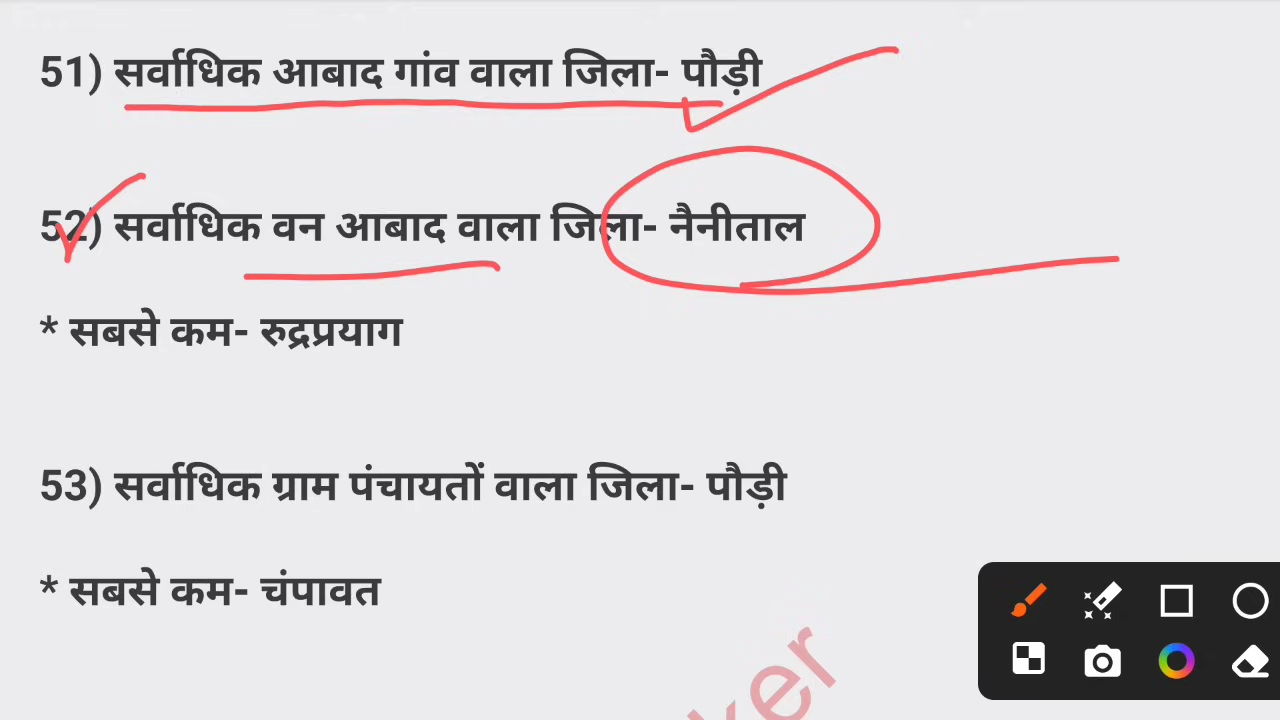 51) सर्वाधिक आबाद गांव वाला जिला- पौड़ी
52) सर्वाधिक वन आबाद वाला जिला- नैनीताल
* सबसे कम- रुद्रप्रयाग
53) सर्वाधिक ग्राम पंचायतों वाला जिला- पौड़ी
* सबसे कम- चंपावत